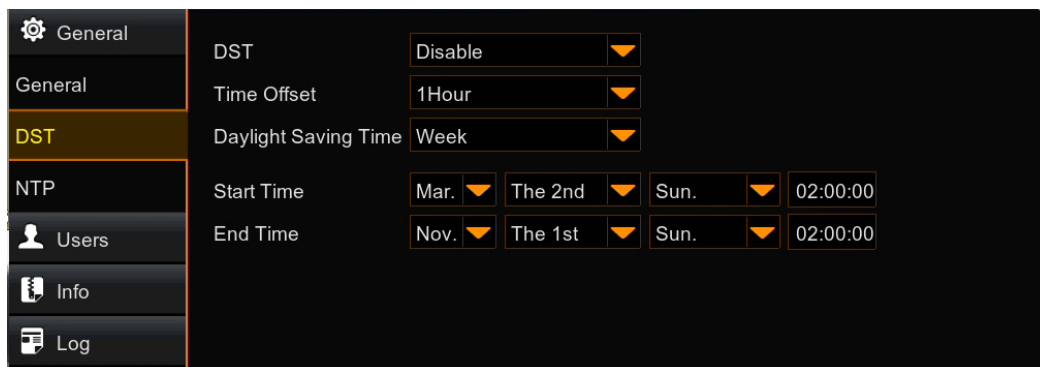 General
General
DST
NTP
Users
Info
Log
DST Disable
Time Offset 1Hour
Daylight Saving Time Week
Start Time Mar. The 2nd Sun. 02:00:00
End Time Nov. The 1st Sun. 02:00:00